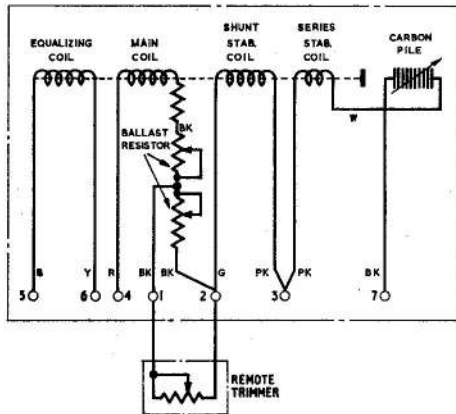 EQUALIZING COIL
MAIN COIL
SHUNT STAB. COIL
SERIES STAB. COIL
CARBON PILE
BK
BALLAST RESISTOR
W
B Y R BK BK G PK PK BK
5 6 4 1 2 3 7
REMOTE TRIMMER